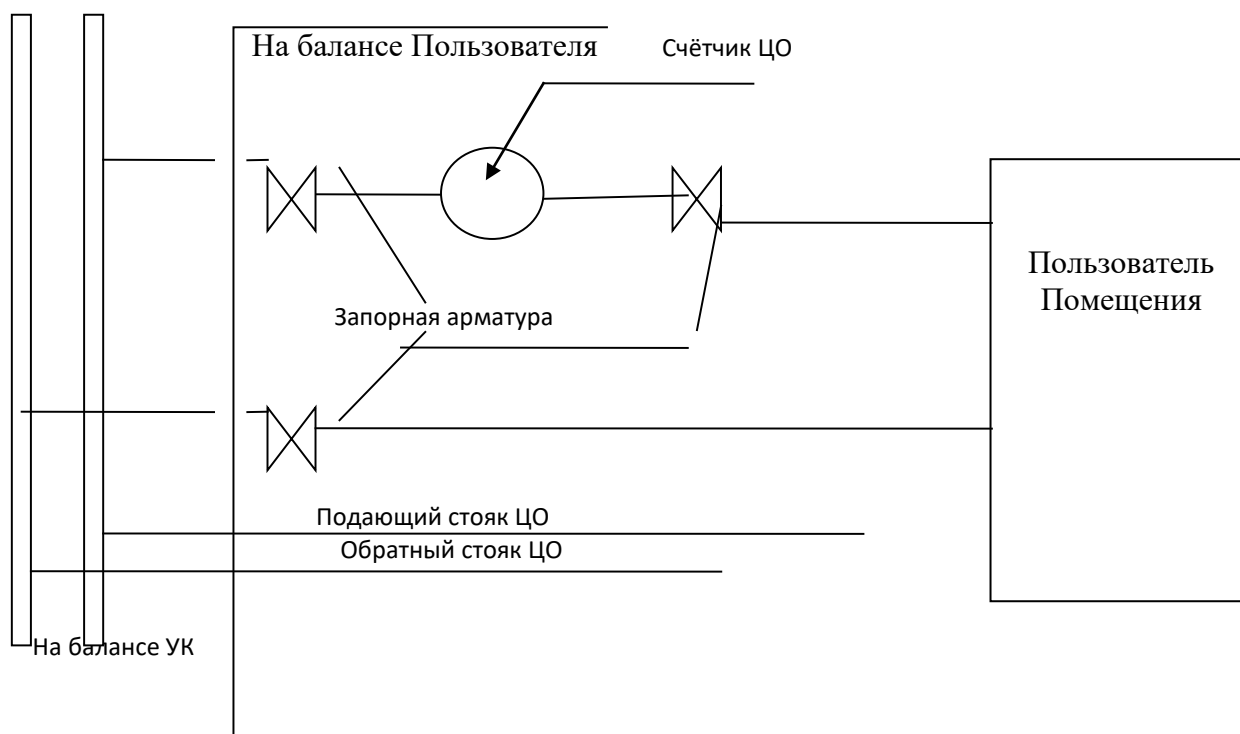 На балансе Пользователя
Счётчик ЦО
Пользователь
Помещения
Запорная арматура
Подающий стояк ЦО
Обратный стояк ЦО
На балансе УК